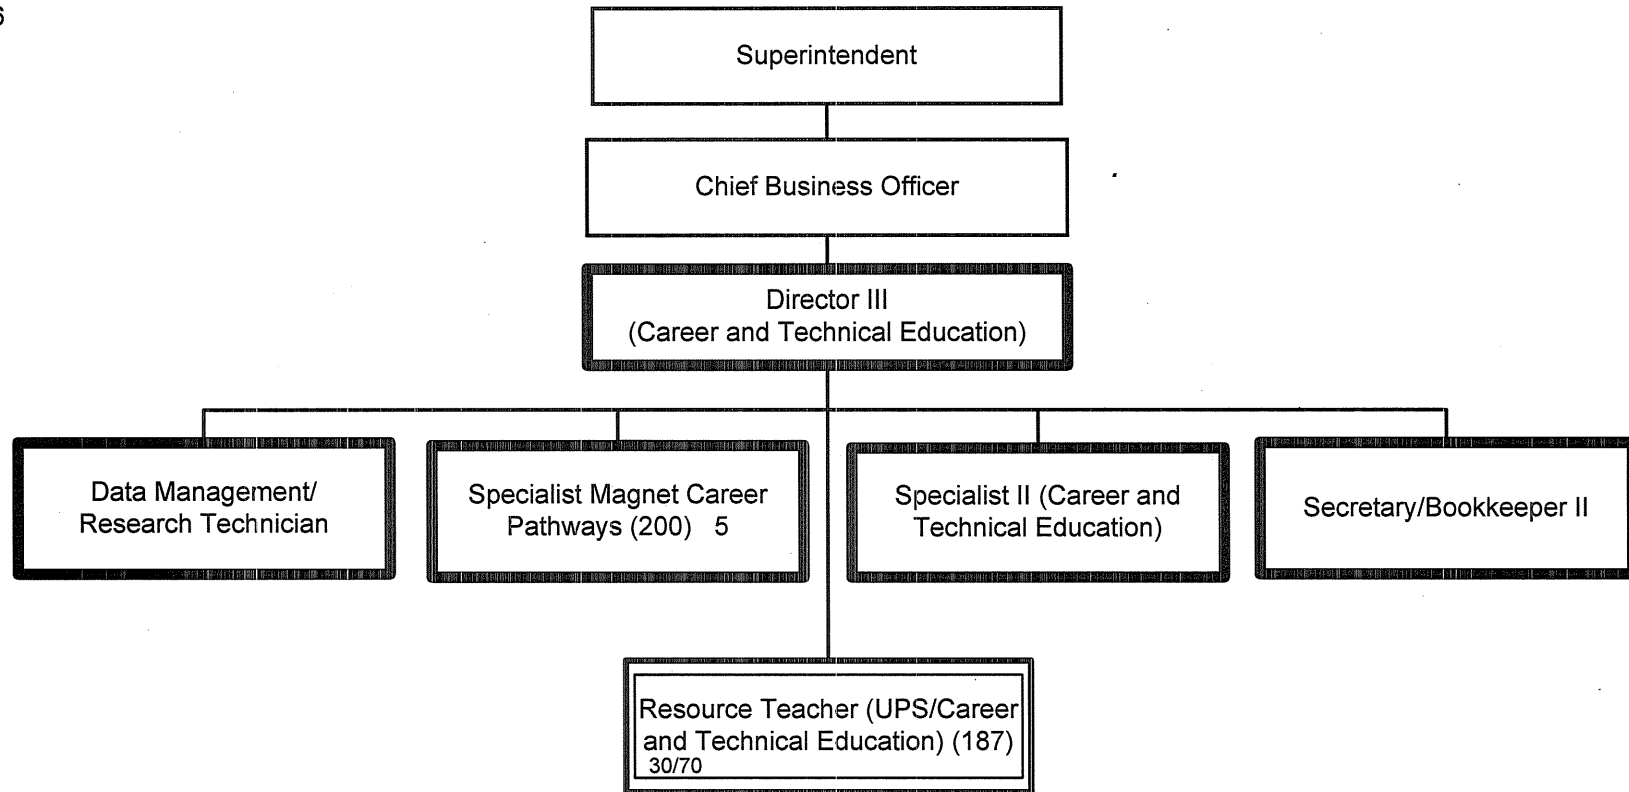 Superintendent
Chief Business Officer
Director III
(Career and Technical Education)
Data Management/
Research Technician
Specialist Magnet Career
Pathways (200) 5
Specialist II (Career and
Technical Education)
Secretary/Bookkeeper II
Resource Teacher (UPS/Career
and Technical Education) (187)
30/70